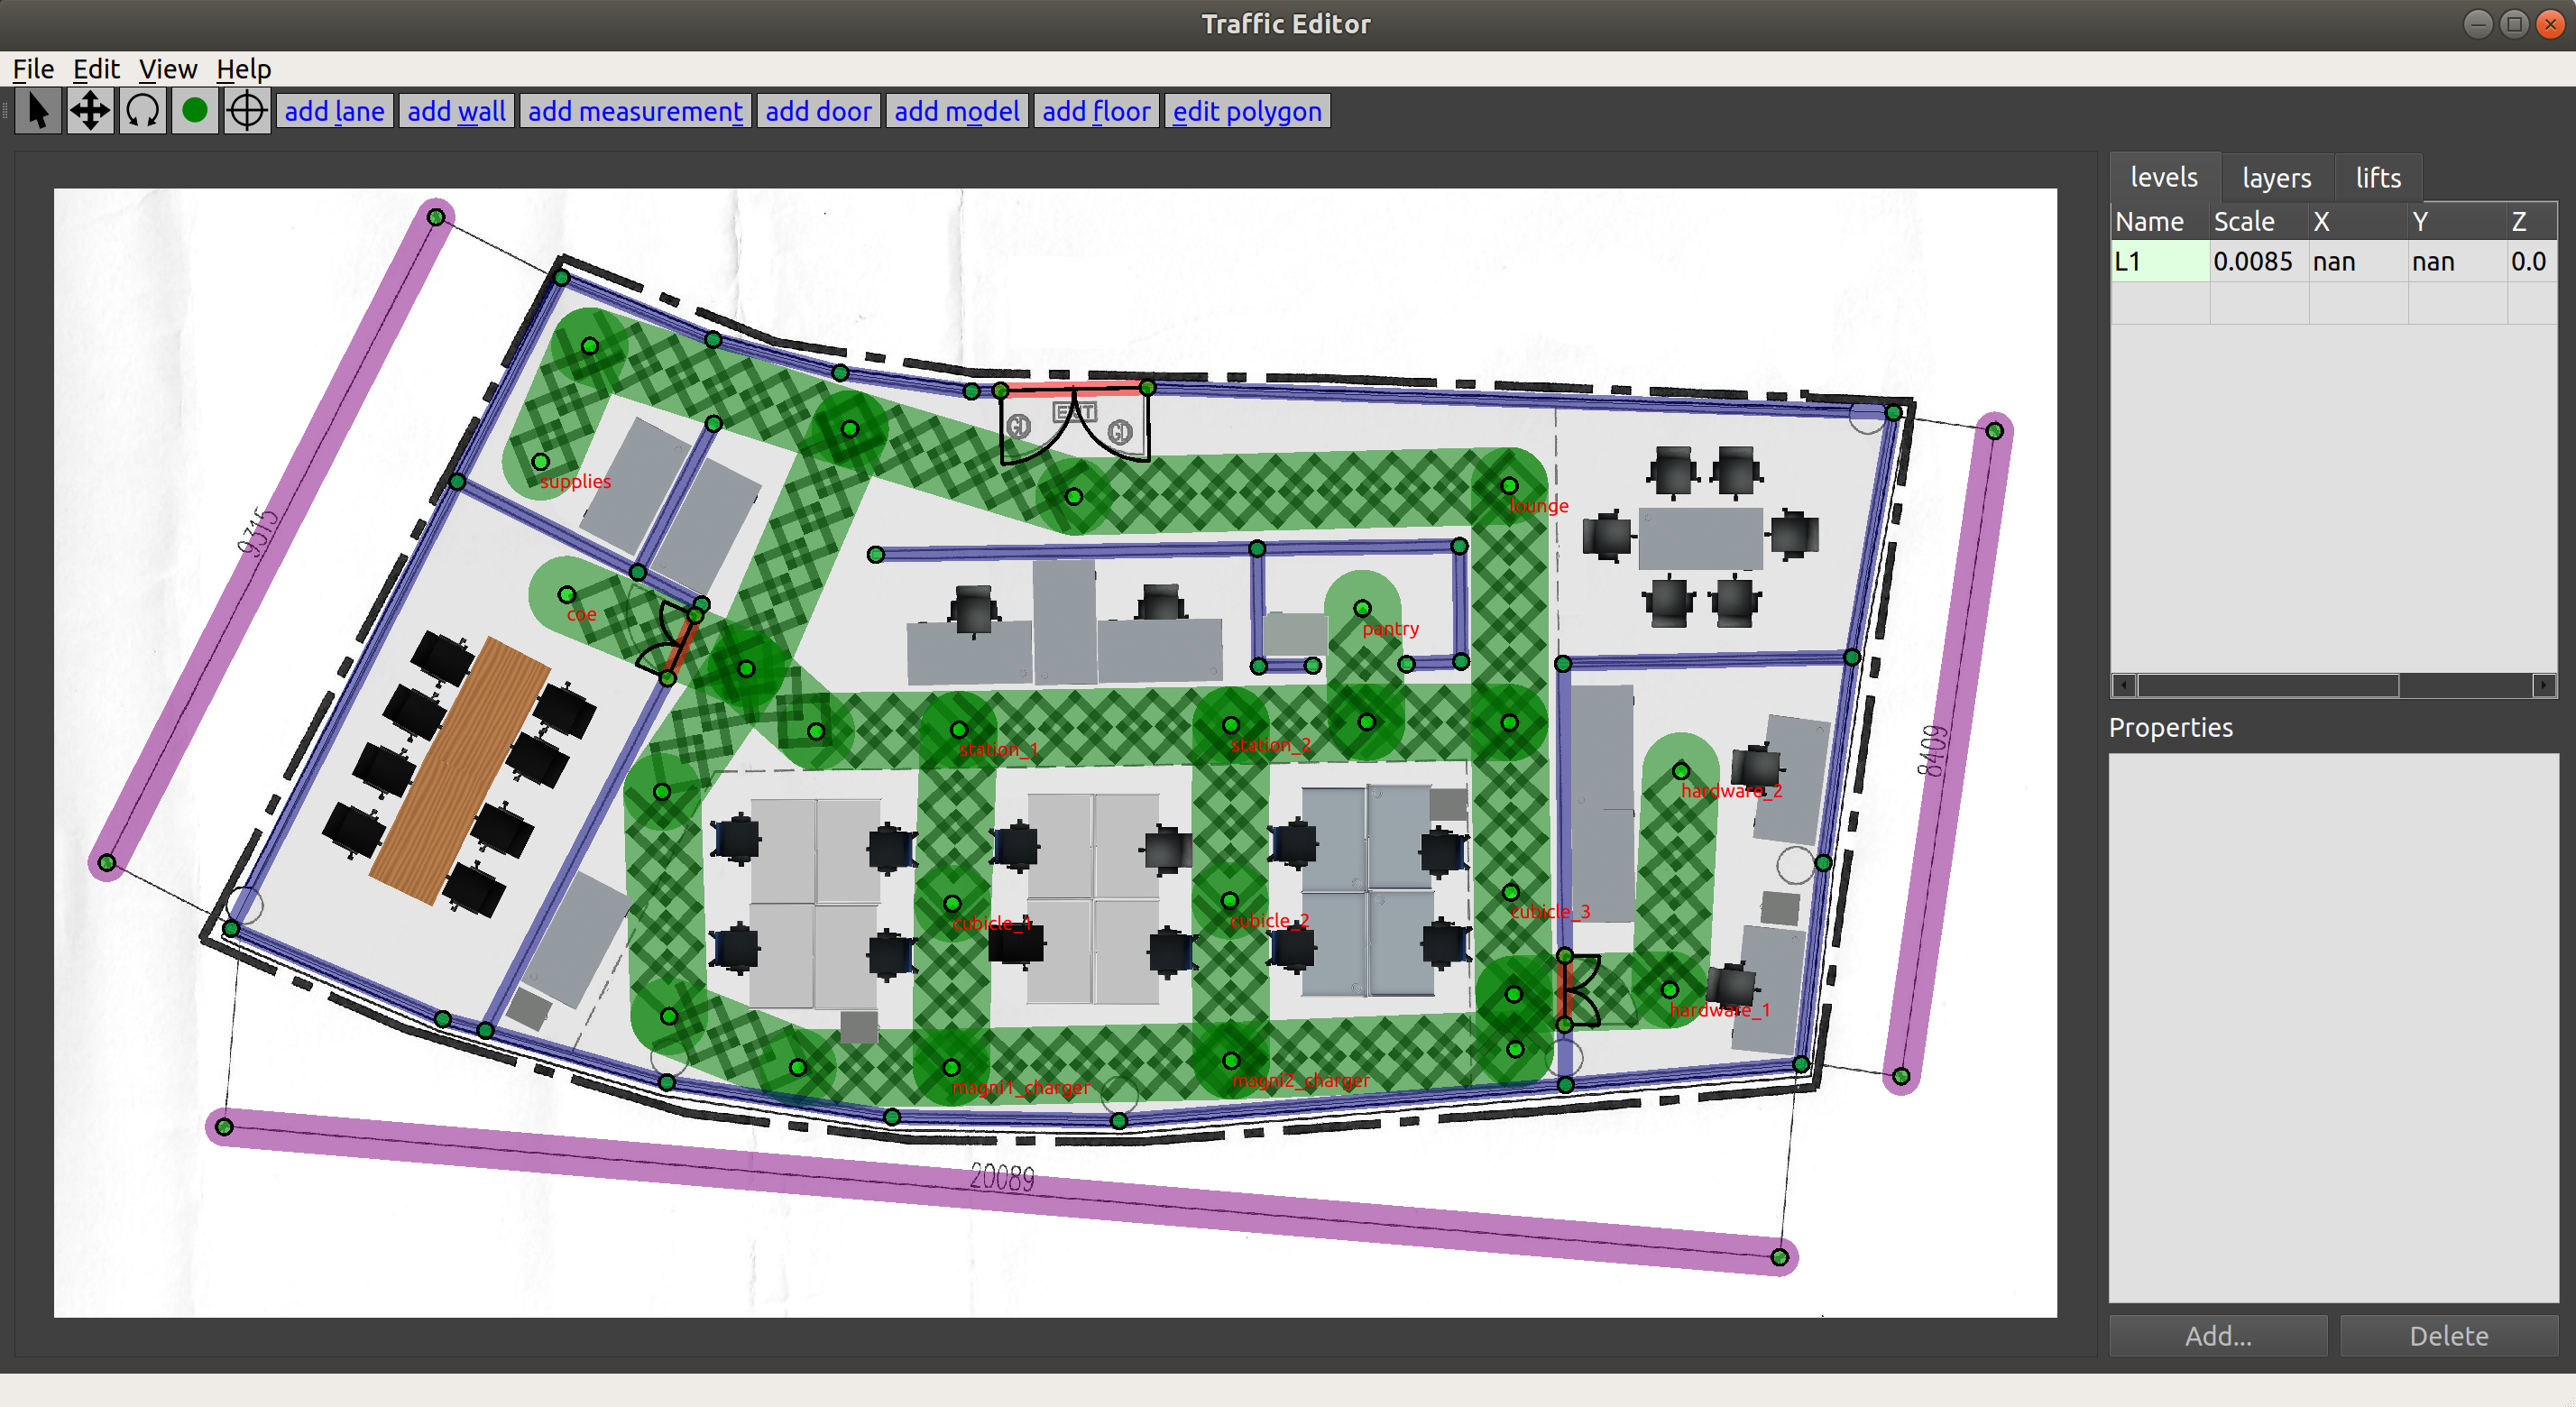 Traffic Editor
File Edit View Help
add lane add wall add measurement add door add model add floor edit polygon
levels layers lifts
Name Scale X Y Z
L1 0.0085 nan nan 0.0
EXIT
supplies
lounge
9315
coe
pantry
station_1
station_2
8409
hardware_2
cubicle_1
cubicle_2
cubicle_3
hardware_1
magni1_charger
magni2_charger
20089
Properties
Add... Delete